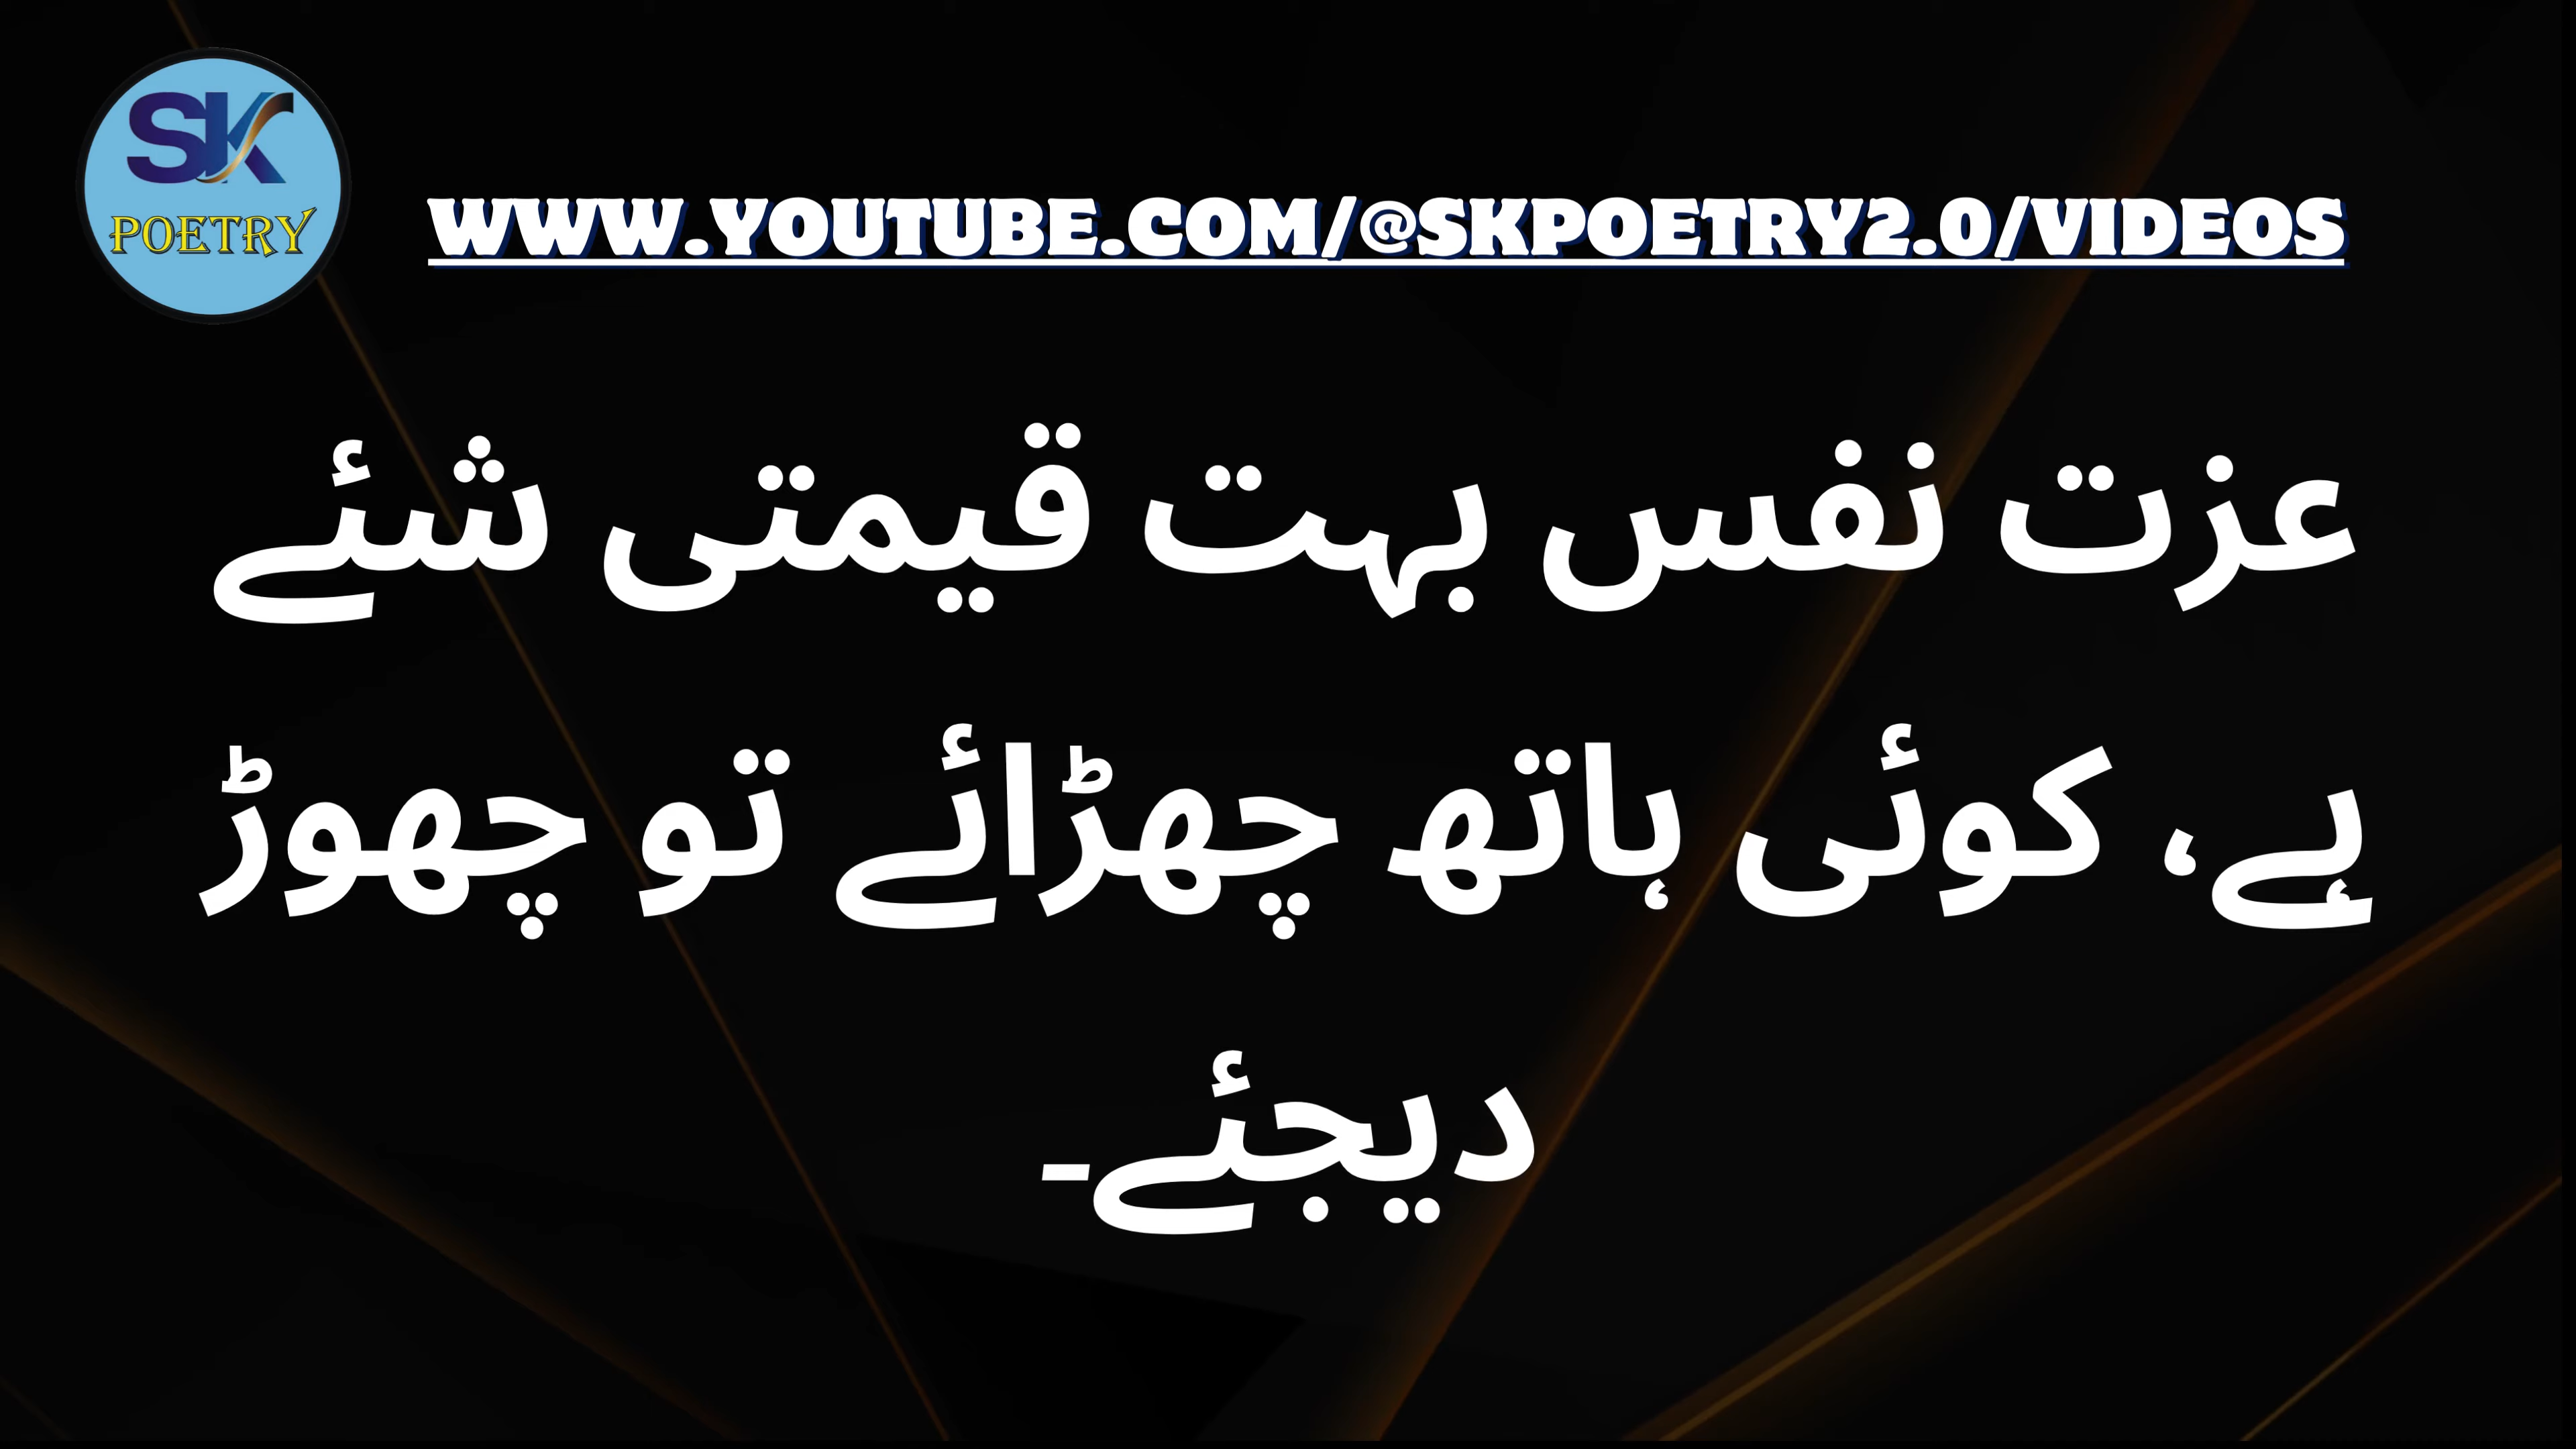 SK
POETRY
WWW.YOUTUBE.COM/@SKPOETRY2.0/VIDEOS
عزت نفس بہت قیمتی شئے
ہے، کوئی ہاتھ چھڑائے تو چھوڑ
دیجئے۔